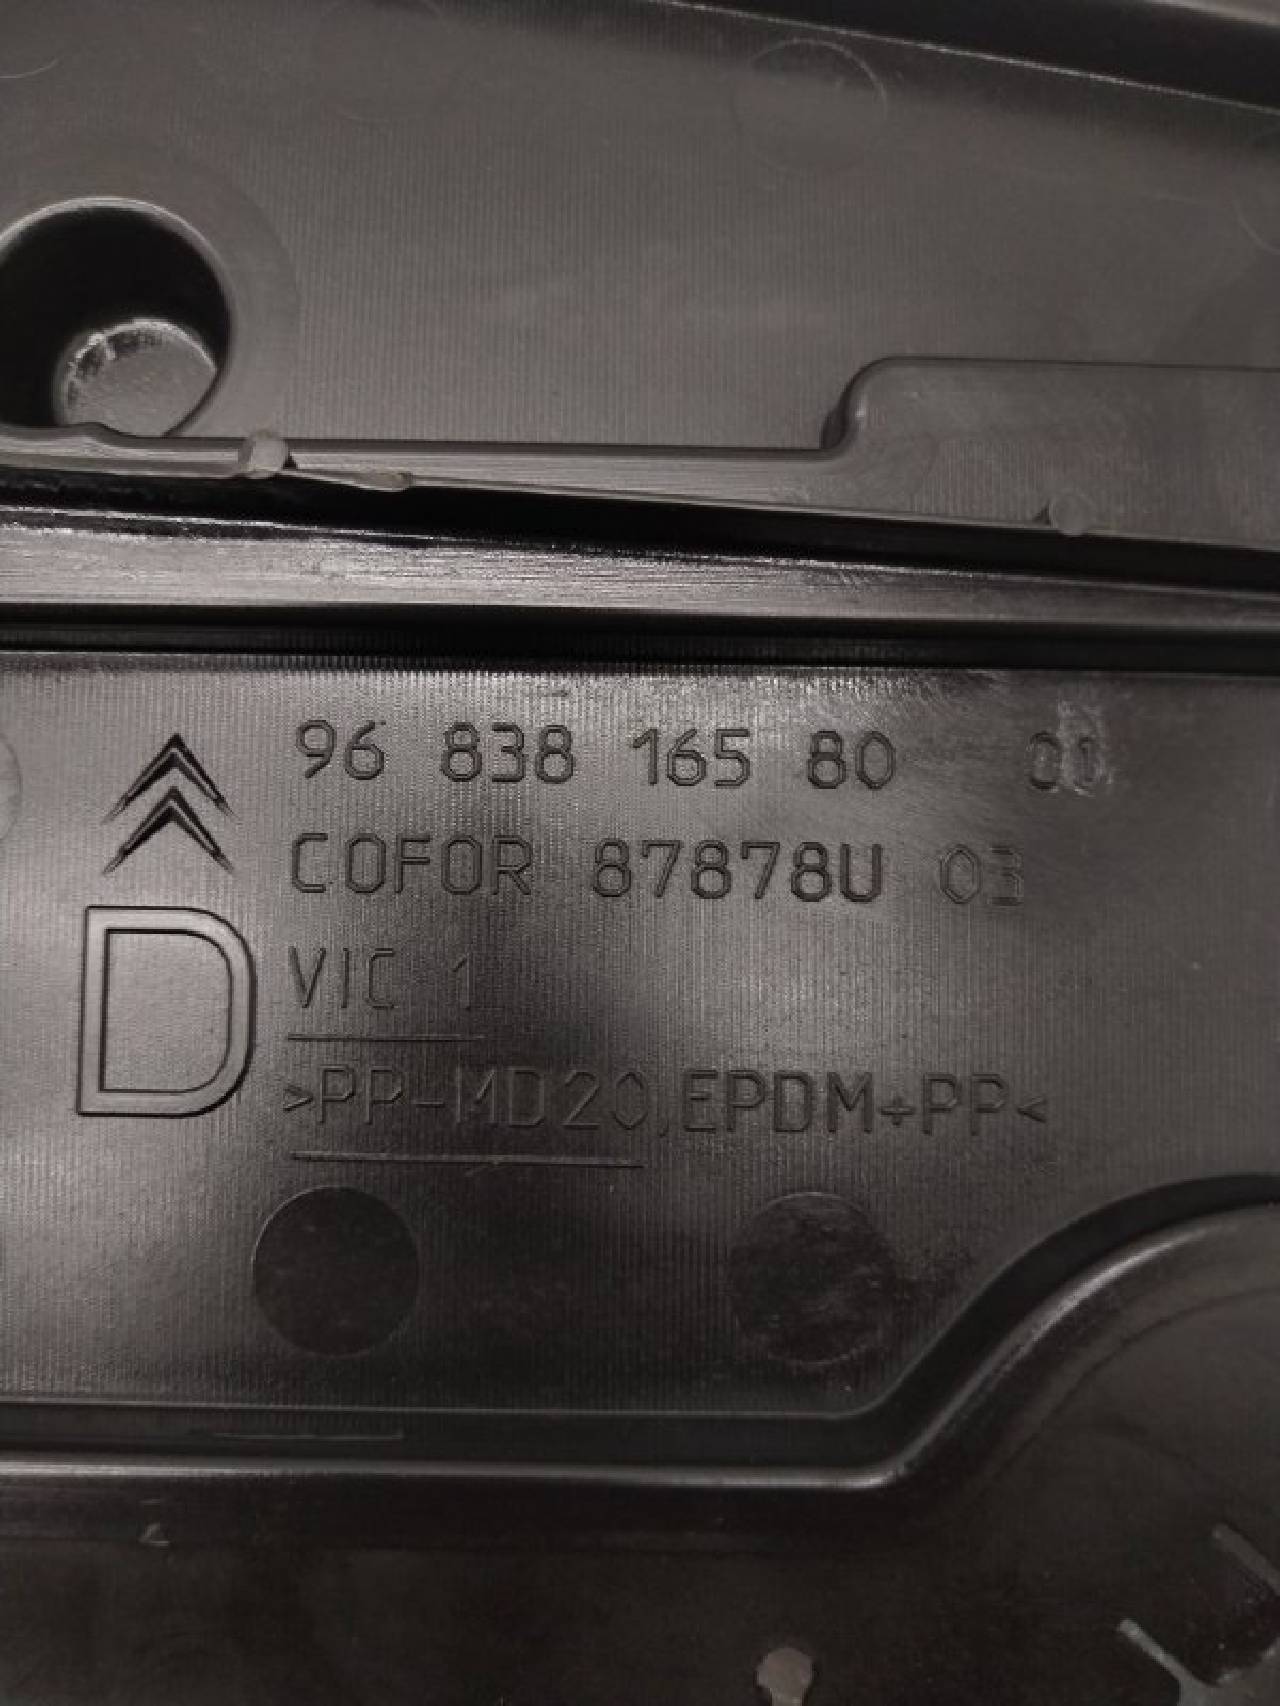 96 838 165 80 01
COFOR 87878U 03
D
VIC 1
>PP-MD20,EPDM+PP<